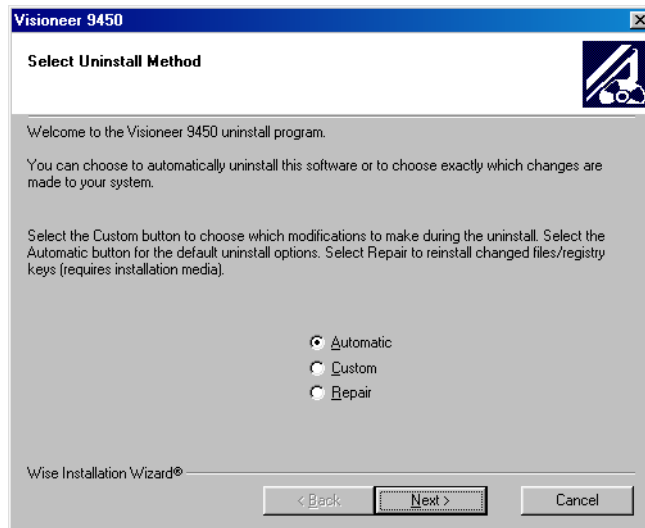 Visioneer 9450
Select Uninstall Method
Welcome to the Visioneer 9450 uninstall program.
You can choose to automatically uninstall this software or to choose exactly which changes are
made to your system.
Select the Custom button to choose which modifications to make during the uninstall. Select the
Automatic button for the default uninstall options. Select Repair to reinstall changed files/registry
keys (requires installation media).
Automatic
Custom
Repair
Wise Installation Wizard®
< Back
Next >
Cancel